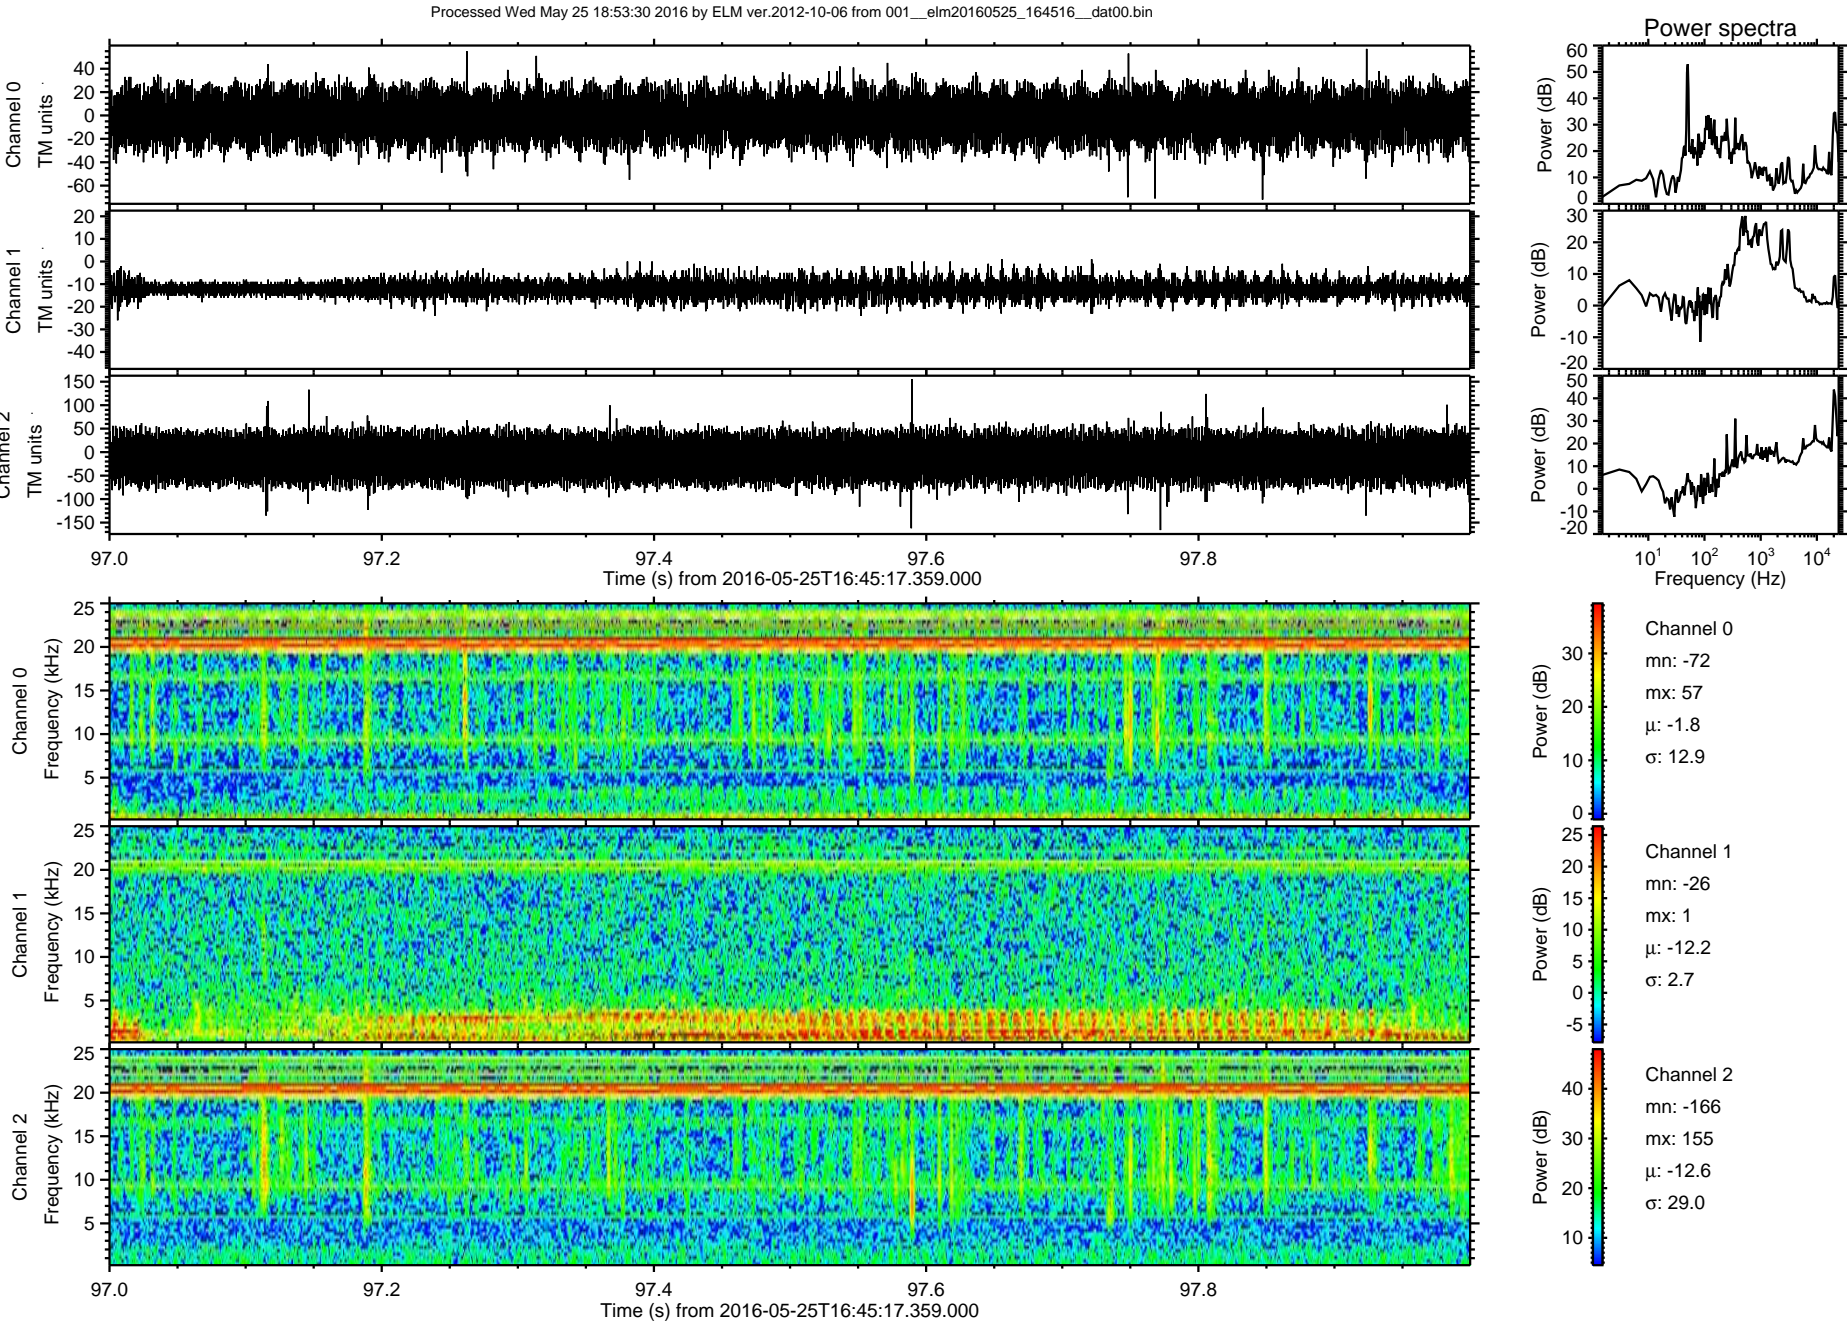 Processed Wed May 25 18:53:30 2016 by ELM ver.2012-10-06 from 001__elm20160525_164516__dat00.bin
Power spectra
Channel 0
TM units
40
20
0
-20
-40
-60
Power (dB)
60
50
40
30
20
10
0
Channel 1
TM units
20
10
0
-10
-20
-30
-40
Power (dB)
30
20
10
0
-10
-20
Channel 2
TM units
150
100
50
0
-50
-100
-150
Power (dB)
50
40
30
20
10
0
-10
-20
97.0 97.2 97.4 97.6 97.8
Time (s) from 2016-05-25T16:45:17.359.000
10¹ 10² 10³ 10⁴
Frequency (Hz)
Channel 0
Frequency (kHz)
25
20
15
10
5
Power (dB)
30
20
10
0
Channel 0
mn: -72
mx: 57
μ: -1.8
σ: 12.9
Channel 1
Frequency (kHz)
25
20
15
10
5
Power (dB)
25
20
15
10
5
0
-5
Channel 1
mn: -26
mx: 1
μ: -12.2
σ: 2.7
Channel 2
Frequency (kHz)
25
20
15
10
5
Power (dB)
40
30
20
10
Channel 2
mn: -166
mx: 155
μ: -12.6
σ: 29.0
97.0 97.2 97.4 97.6 97.8
Time (s) from 2016-05-25T16:45:17.359.000